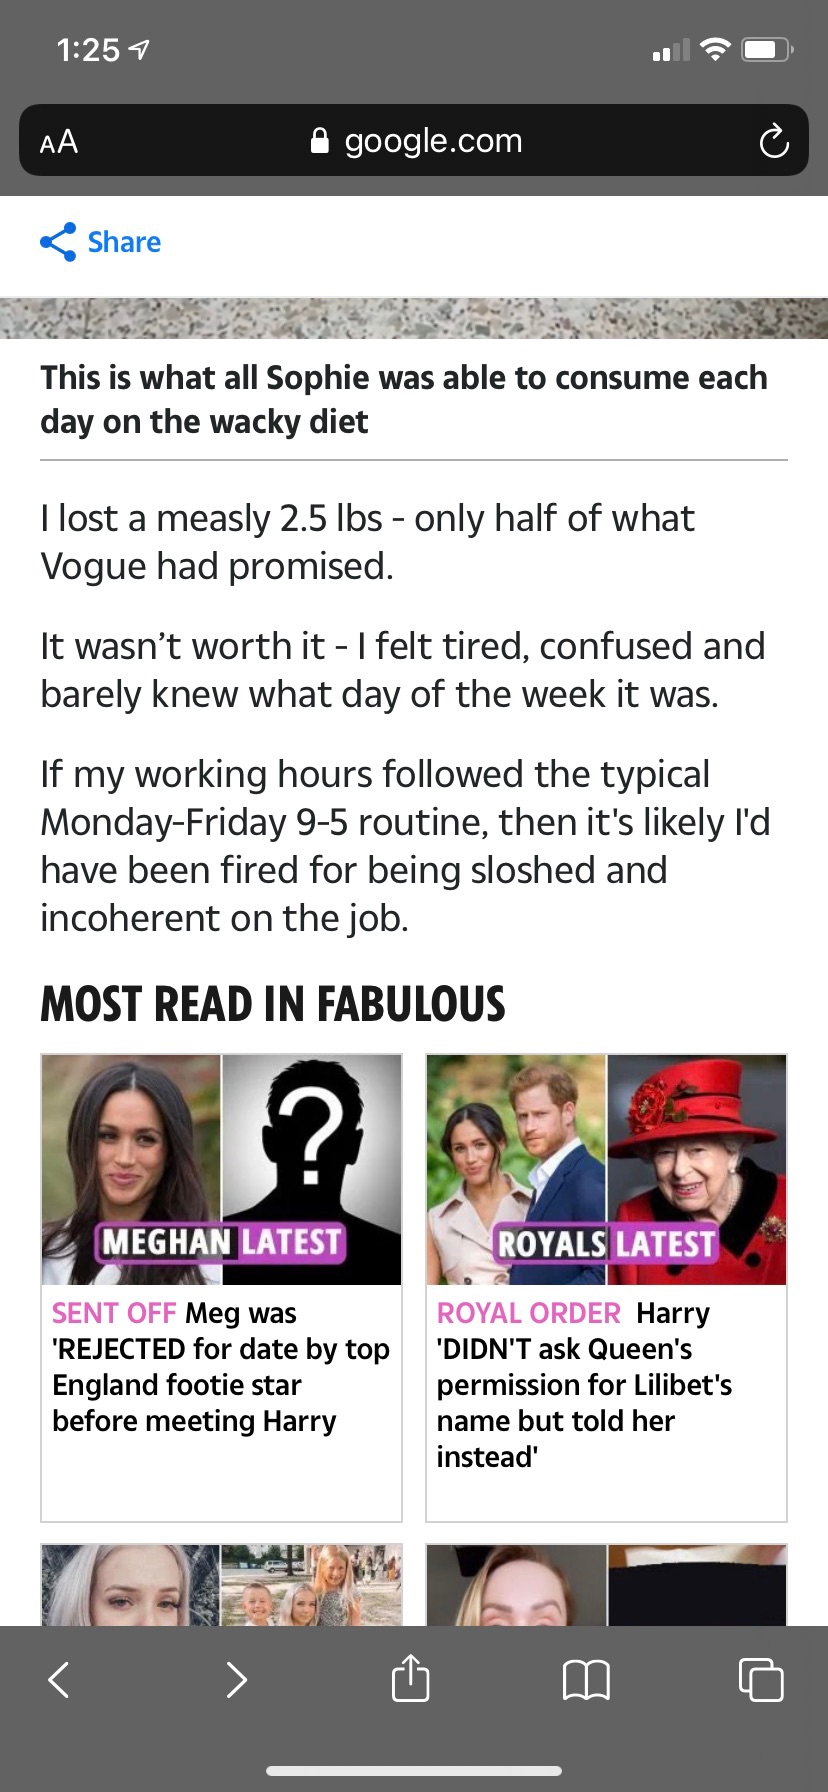 1:25
AA google.com
Share
This is what all Sophie was able to consume each
day on the wacky diet
I lost a measly 2.5 lbs - only half of what
Vogue had promised.
It wasn’t worth it - I felt tired, confused and
barely knew what day of the week it was.
If my working hours followed the typical
Monday-Friday 9-5 routine, then it's likely I'd
have been fired for being sloshed and
incoherent on the job.
MOST READ IN FABULOUS
?
MEGHAN LATEST
SENT OFF Meg was
'REJECTED for date by top
England footie star
before meeting Harry
ROYALS LATEST
ROYAL ORDER Harry
'DIDN'T ask Queen's
permission for Lilibet's
name but told her
instead'